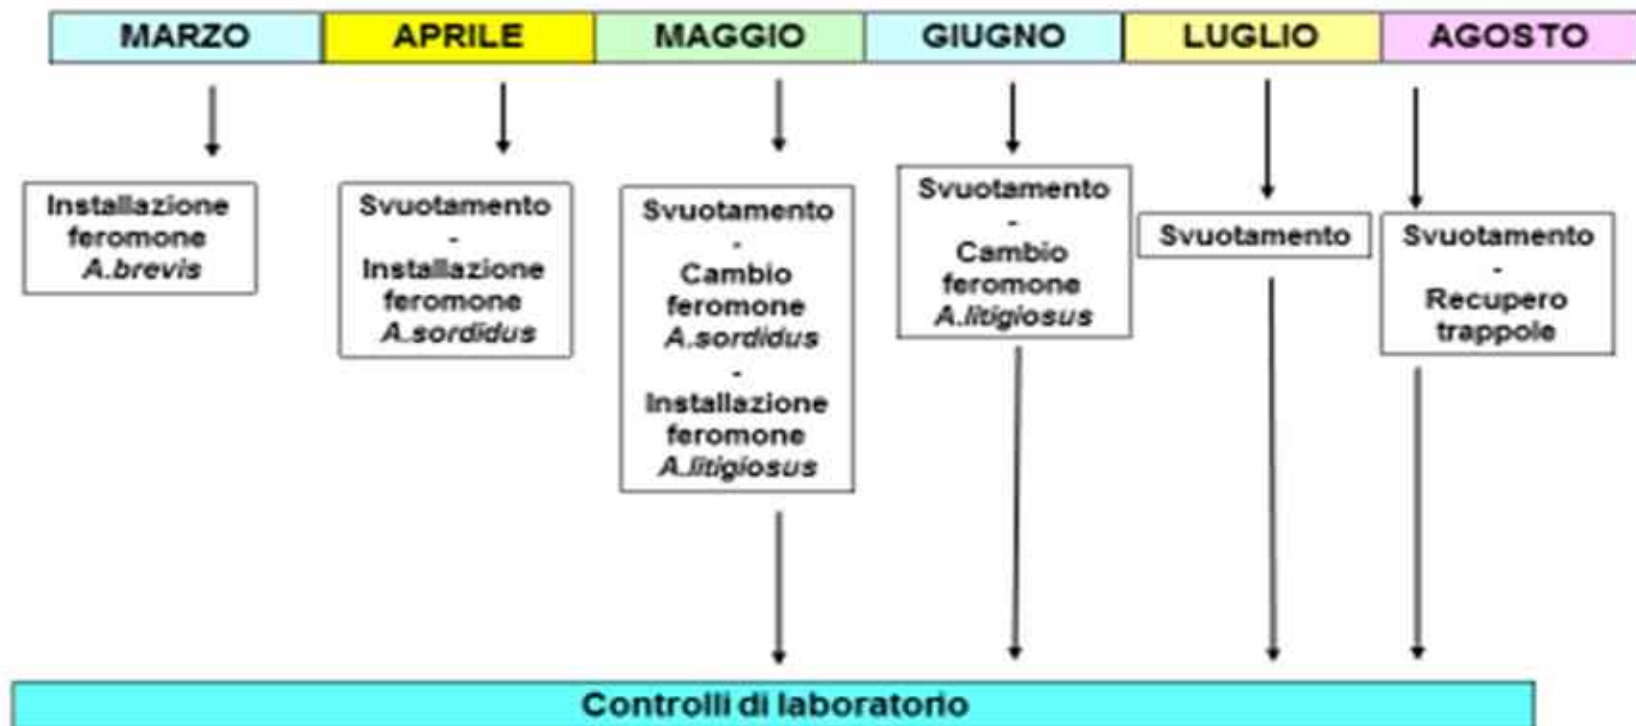 MARZO APRILE MAGGIO GIUGNO LUGLIO AGOSTO
Installazione
feromone
A.brevis
Svuotamento
-
Installazione
feromone
A.sordidus
Svuotamento
-
Cambio
feromone
A.sordidus
-
Installazione
feromone
A.litigiosus
Svuotamento
-
Cambio
feromone
A.litigiosus
Svuotamento
Svuotamento
-
Recupero
trappole
Controlli di laboratorio